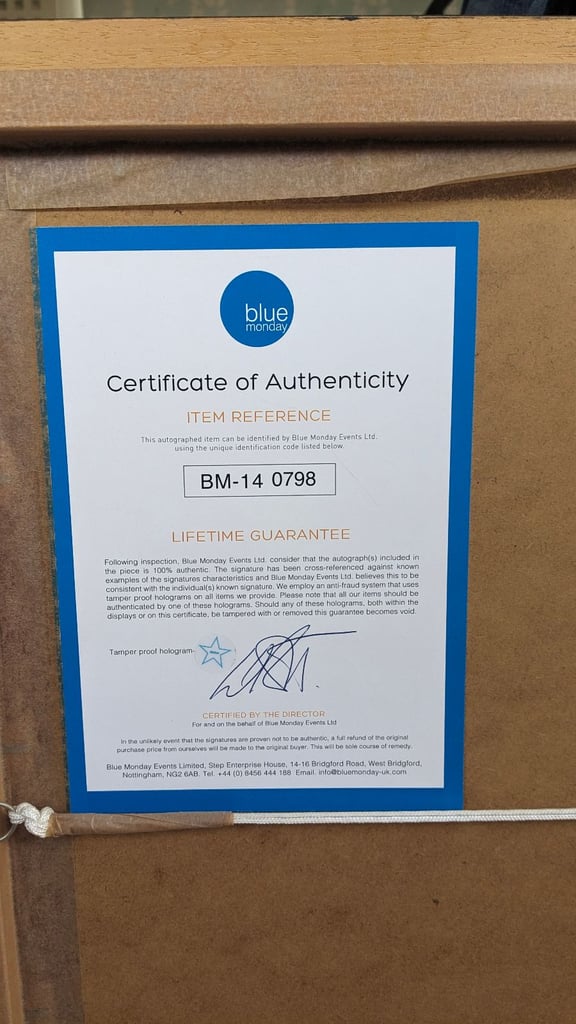 blue
monday
Certificate of Authenticity
ITEM REFERENCE
This autographed item can be identified by Blue Monday Events Ltd.
using the unique identification code listed below.
BM-14 0798
LIFETIME GUARANTEE
Following inspection, Blue Monday Events Ltd. consider that the autograph(s) included in
the piece is 100% authentic. The signature has been cross-referenced against known
examples of the signatures characteristics and Blue Monday Events Ltd. believes this to be
consistent with the individual(s) known signature. We employ an anti-fraud system that uses
tamper proof holograms on all items we provide. Please note that all our items should be
authenticated by one of these holograms. Should any of these holograms, both within the
displays or on this certificate, be tampered with or removed this guarantee becomes void.
Tamper proof hologram-
CERTIFIED BY THE DIRECTOR
For and on the behalf of Blue Monday Events Ltd
In the unlikely event that the signatures are proven not to be authentic, a full refund of the original
purchase price from ourselves will be made to the original buyer. This will be sole course of remedy.
Blue Monday Events Limited, Step Enterprise House, 14-16 Bridgford Road, West Bridgford,
Nottingham, NG2 6AB. Tel. +44 (0) 8456 444 188 Email. info@bluemonday-uk.com